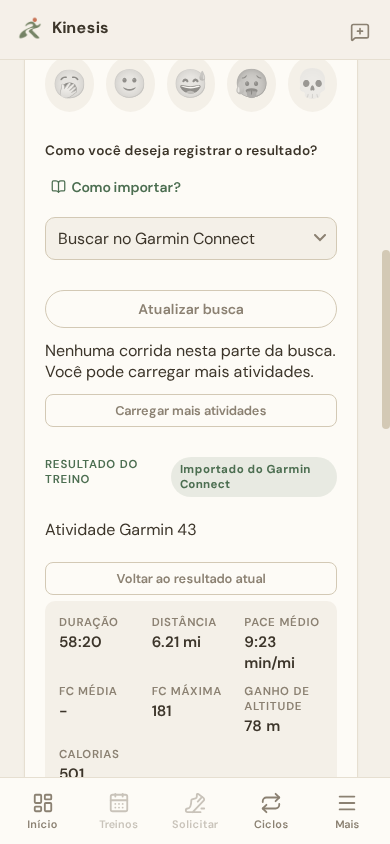 Kinesis
Como você deseja registrar o resultado?
Como importar?
Buscar no Garmin Connect
Atualizar busca
Nenhuma corrida nesta parte da busca.
Você pode carregar mais atividades.
Carregar mais atividades
RESULTADO DO
TREINO
Importado do Garmin
Connect
Atividade Garmin 43
Voltar ao resultado atual
DURAÇÃO
58:20
DISTÂNCIA
6.21 mi
PACE MÉDIO
9:23
min/mi
FC MÉDIA
–
FC MÁXIMA
181
GANHO DE
ALTITUDE
78 m
CALORIAS
501
Início
Treinos
Solicitar
Ciclos
Mais